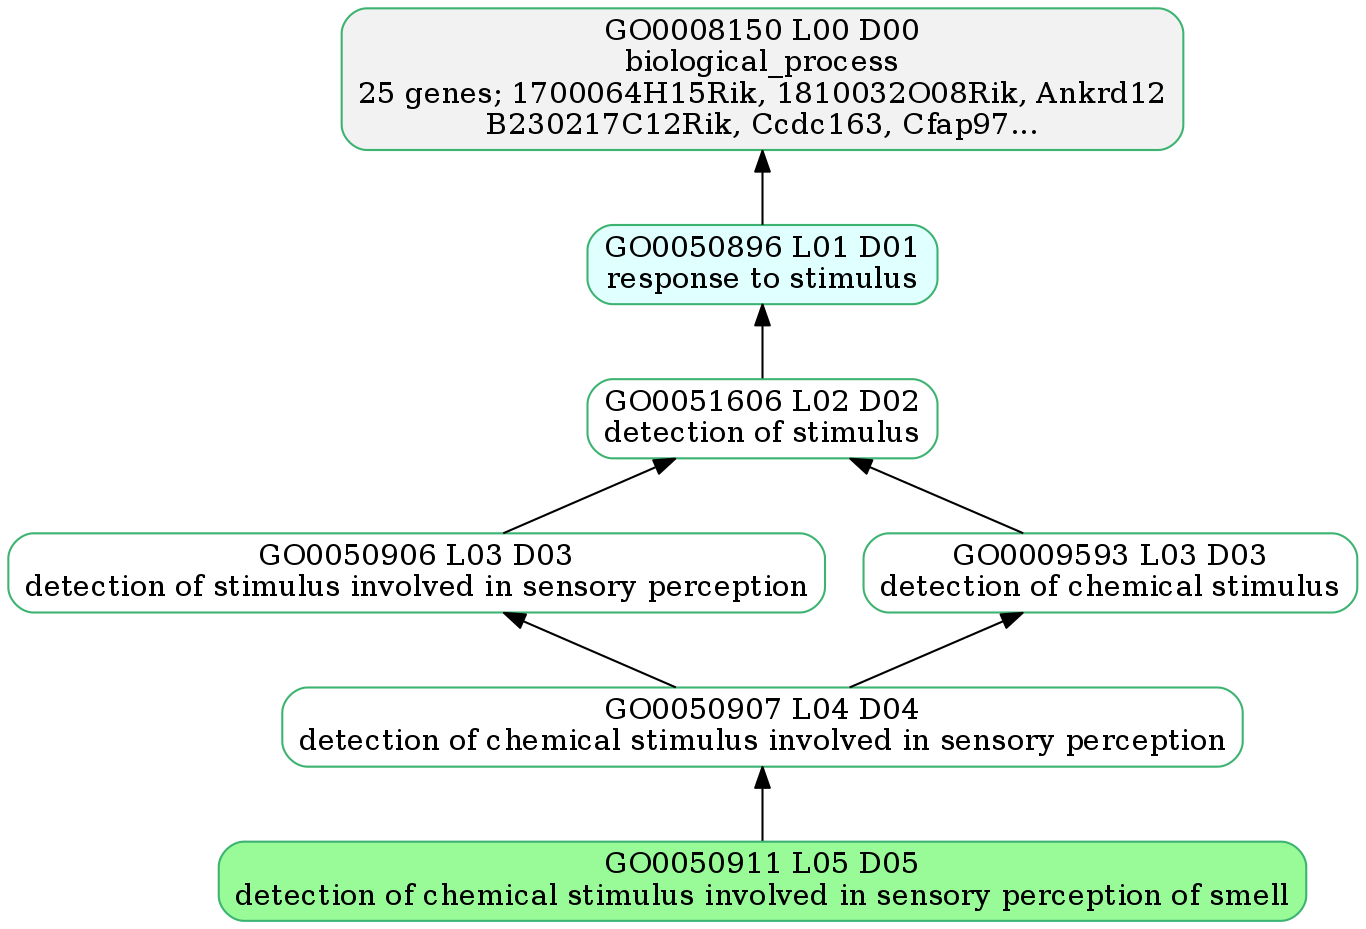 GO0008150 L00 D00
biological_process
25 genes; 1700064H15Rik, 1810032O08Rik, Ankrd12
B230217C12Rik, Ccdc163, Cfap97...
GO0050896 L01 D01
response to stimulus
GO0051606 L02 D02
detection of stimulus
GO0050906 L03 D03
detection of stimulus involved in sensory perception
GO0009593 L03 D03
detection of chemical stimulus
GO0050907 L04 D04
detection of chemical stimulus involved in sensory perception
GO0050911 L05 D05
detection of chemical stimulus involved in sensory perception of smell